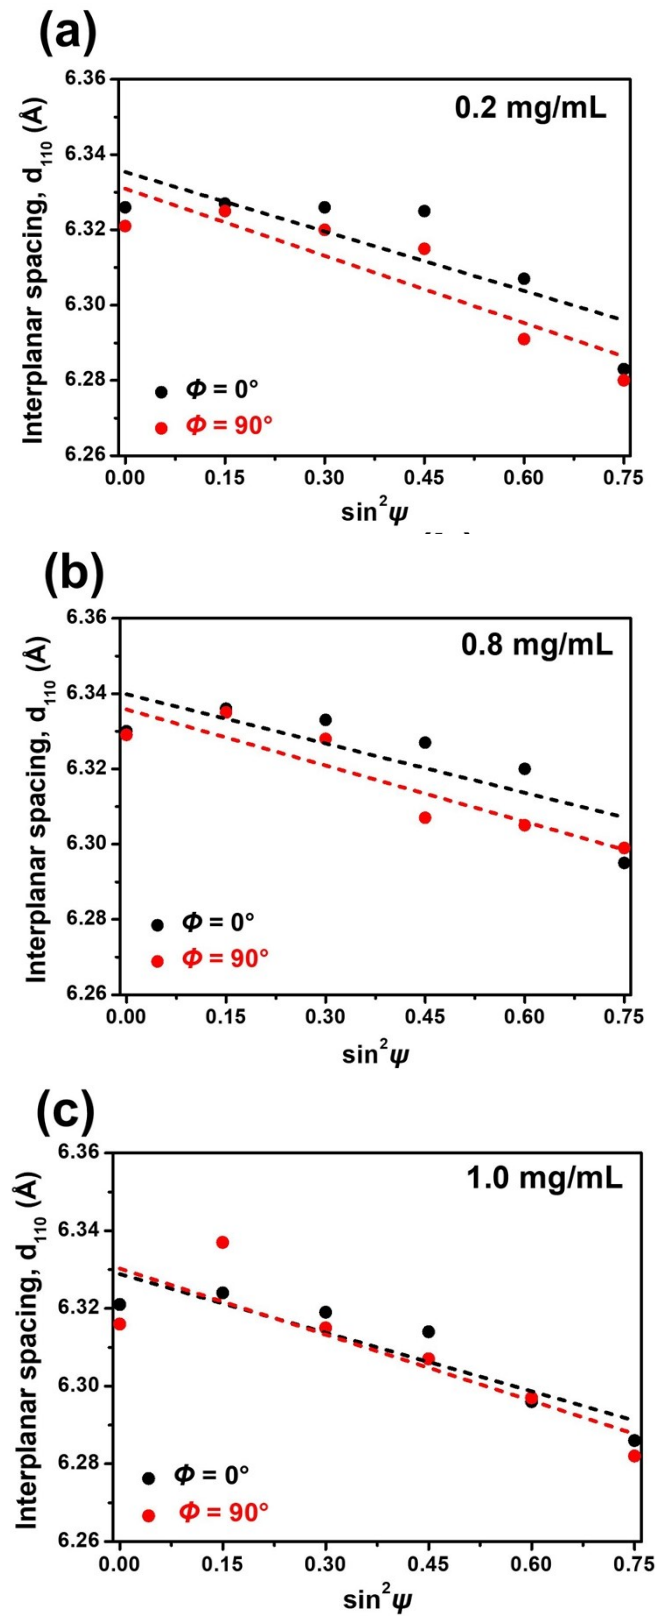 (a)
0.2 mg/mL
Interplanar spacing, d110 (Å)
6.36
6.34
6.32
6.30
6.28
6.26
Φ = 0°
Φ = 90°
0.00 0.15 0.30 0.45 0.60 0.75
sin²ψ
(b)
0.8 mg/mL
Interplanar spacing, d110 (Å)
6.36
6.34
6.32
6.30
6.28
6.26
Φ = 0°
Φ = 90°
0.00 0.15 0.30 0.45 0.60 0.75
sin²ψ
(c)
1.0 mg/mL
Interplanar spacing, d110 (Å)
6.36
6.34
6.32
6.30
6.28
6.26
Φ = 0°
Φ = 90°
0.00 0.15 0.30 0.45 0.60 0.75
sin²ψ